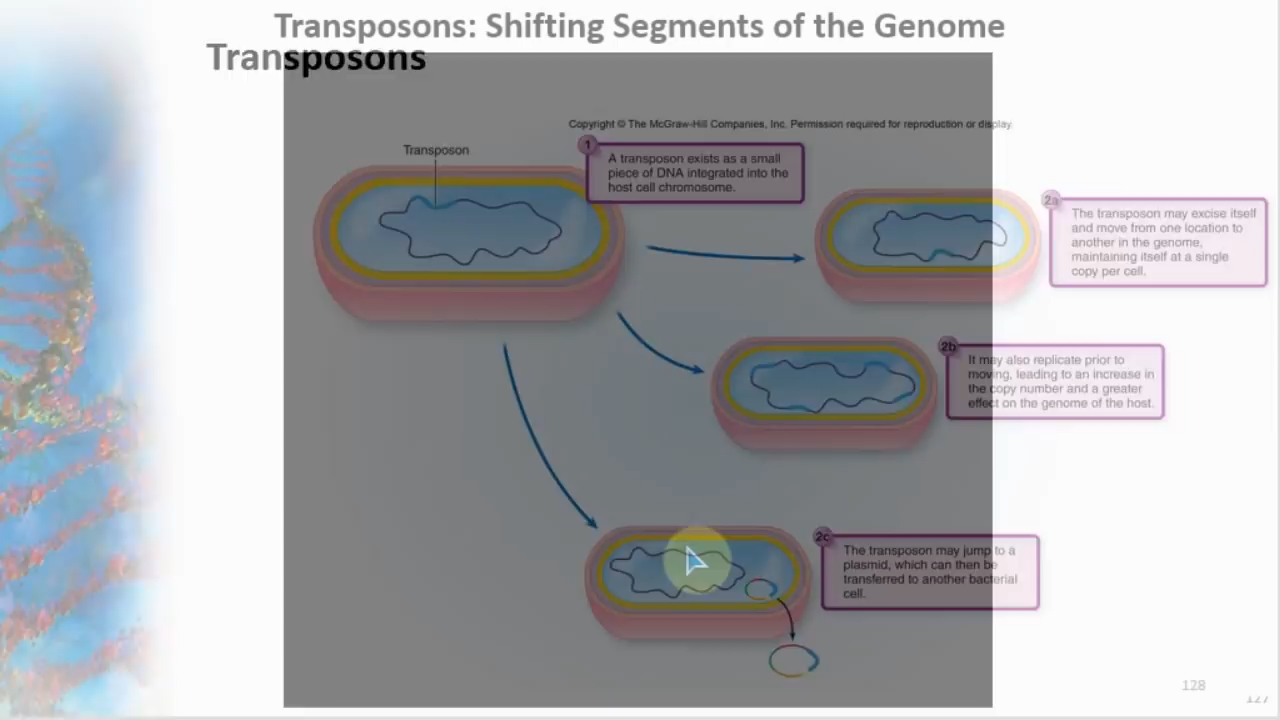 Transposons: Shifting Segments of the Genome
Transposons
Copyright © The McGraw-Hill Companies, Inc. Permission required for reproduction or display.
Transposon
1
A transposon exists as a small
piece of DNA integrated into the
host cell chromosome.
2a
The transposon may excise itself
and move from one location to
another in the genome,
maintaining itself at a single
copy per cell.
2b
It may also replicate prior to
moving, leading to an increase in
the copy number and a greater
effect on the genome of the host.
2c
The transposon may jump to a
plasmid, which can then be
transferred to another bacterial
cell.
128
127